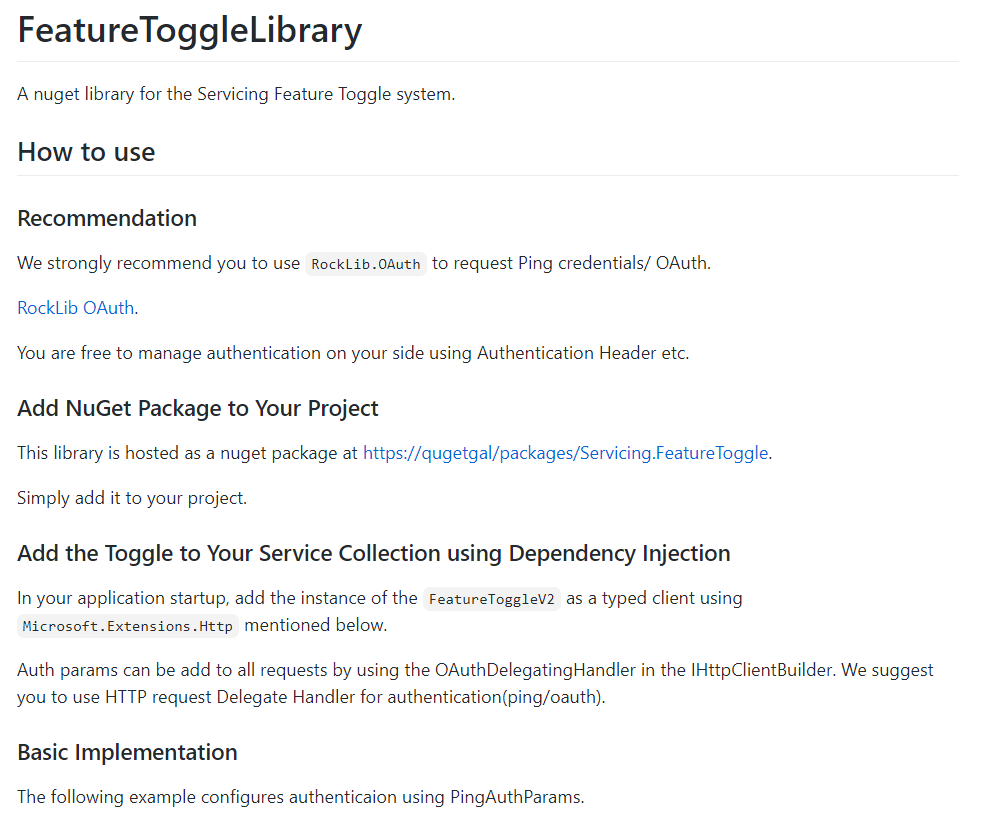 FeatureToggleLibrary
A nuget library for the Servicing Feature Toggle system.
How to use
Recommendation
We strongly recommend you to use RockLib.OAuth to request Ping credentials/ OAuth.
RockLib OAuth.
You are free to manage authentication on your side using Authentication Header etc.
Add NuGet Package to Your Project
This library is hosted as a nuget package at https://qugetgal/packages/Servicing.FeatureToggle.
Simply add it to your project.
Add the Toggle to Your Service Collection using Dependency Injection
In your application startup, add the instance of the FeatureToggleV2 as a typed client using
Microsoft.Extensions.Http mentioned below.
Auth params can be add to all requests by using the OAuthDelegatingHandler in the IHttpClientBuilder. We suggest
you to use HTTP request Delegate Handler for authentication(ping/oauth).
Basic Implementation
The following example configures authenticaion using PingAuthParams.